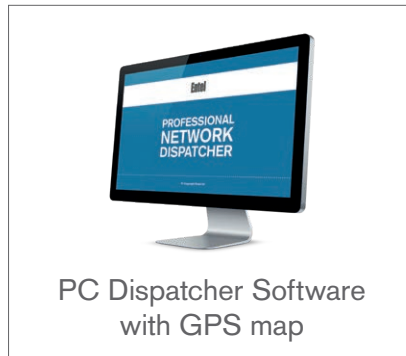 Entel
PROFESSIONAL
NETWORK
DISPATCHER
PC Dispatcher Software
with GPS map